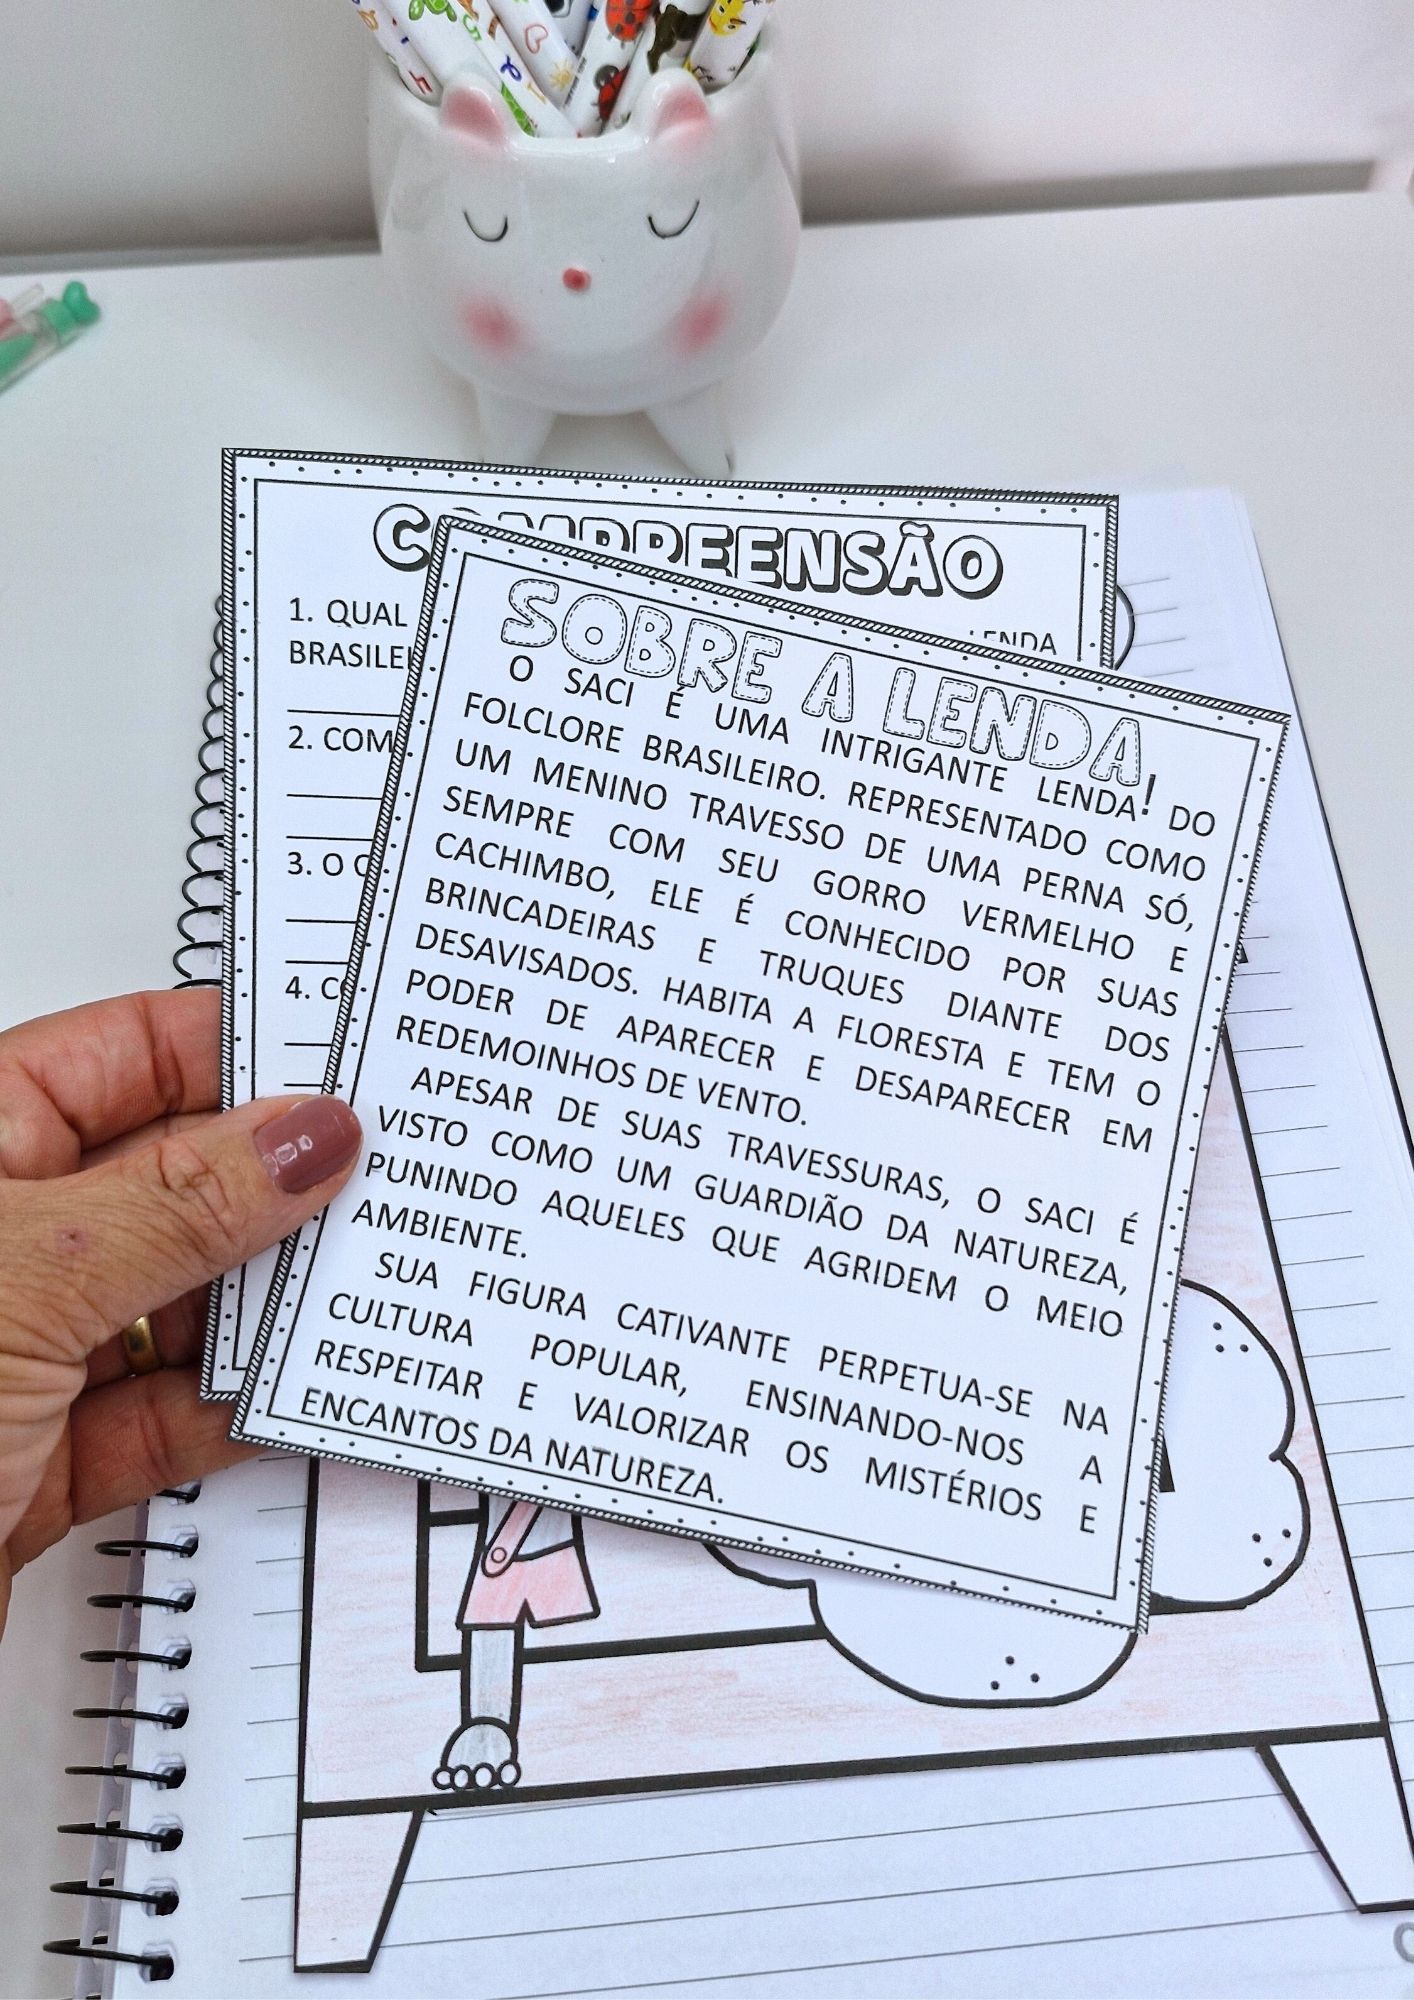 COMPREENSÃO
1. QUAL
LENDA
2. COM
3. O
4.
SOBRE A LENDA!
O SACI É UMA INTRIGANTE LENDA DO
FOLCLORE BRASILEIRO. REPRESENTADO COMO
UM MENINO TRAVESSO DE UMA PERNA SÓ,
SEMPRE COM SEU GORRO VERMELHO E
CACHIMBO, ELE É CONHECIDO POR SUAS
BRINCADEIRAS E TRUQUES DIANTE DOS
DESAVISADOS. HABITA A FLORESTA E TEM O
PODER DE APARECER E DESAPARECER EM
REDEMOINHOS DE VENTO.
APESAR DE SUAS TRAVESSURAS, O SACI É
VISTO COMO UM GUARDIÃO DA NATUREZA,
PUNINDO AQUELES QUE AGRIDEM O MEIO
AMBIENTE.
SUA FIGURA CATIVANTE PERPETUA-SE NA
CULTURA POPULAR, ENSINANDO-NOS A
RESPEITAR E VALORIZAR OS MISTÉRIOS E
ENCANTOS DA NATUREZA.